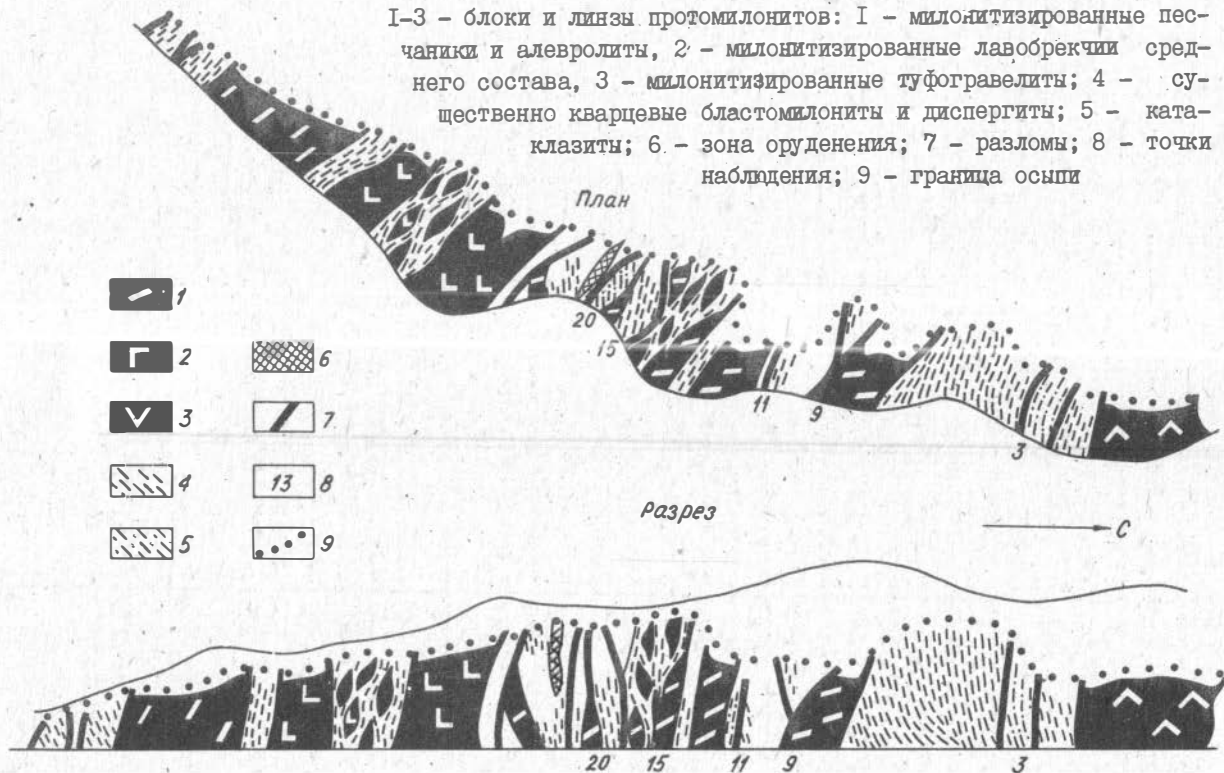 I-3 – блоки и линзы протомилонитов: I – милонитизированные пес-
чаники и алевролиты, 2 – милонитизированные лавобрекчии сред-
него состава, 3 – милонитизированные туфогравелиты; 4 – су-
щественно кварцевые бластомилониты и диспергиты; 5 – ката-
клазиты; 6 – зона оруденения; 7 – разломы; 8 – точки
наблюдения; 9 – граница осыпи
План
20
15
11
9
3
1
2
6
3
7
4
13
8
5
9
Разрез
С
20
15
11
9
3